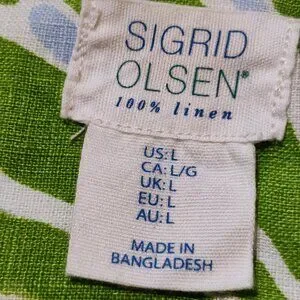 SIGRID
OLSEN®
100% linen
US: L
CA: L/G
UK: L
EU: L
AU: L
MADE IN
BANGLADESH